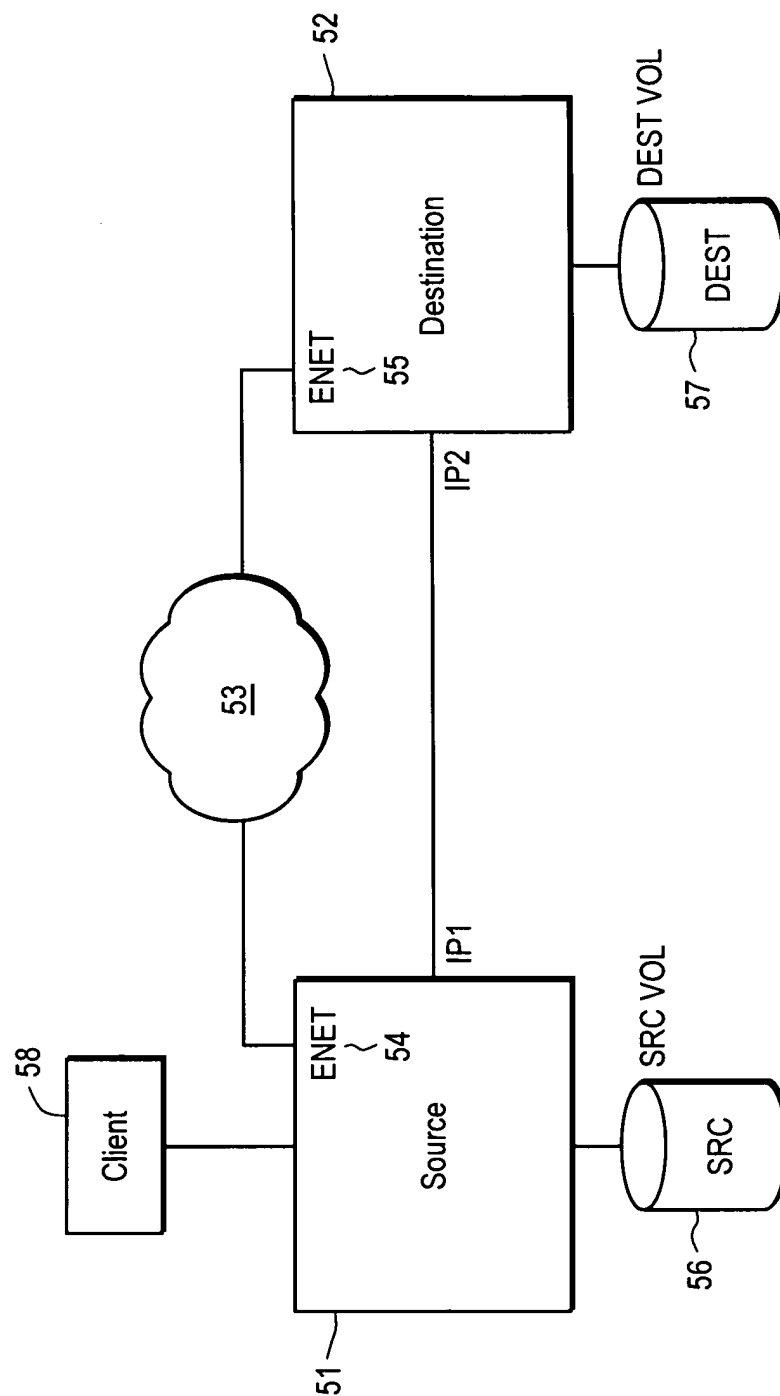 58
Client
53
52
ENET
54
ENET
55
Source
IP1
IP2
Destination
51
SRC VOL
DEST VOL
SRC
DEST
56
57